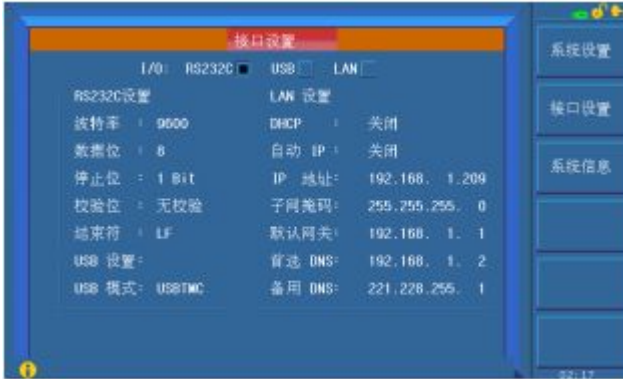 接口设置
I/O: RS232C USB LAN
RS232C设置 LAN 设置
波特率 : 9600 DHCP : 关闭
数据位 : 8 自动 IP : 关闭
停止位 : 1 Bit IP 地址: 192.168. 1.209
校验位 : 无校验 子网掩码: 255.255.255. 0
结束符 : LF 默认网关: 192.168. 1. 1
USB 设置: 首选 DNS: 192.168. 1. 2
USB 模式: USBTMC 备用 DNS: 221.228.255. 1
系统设置
接口设置
系统信息
02:17